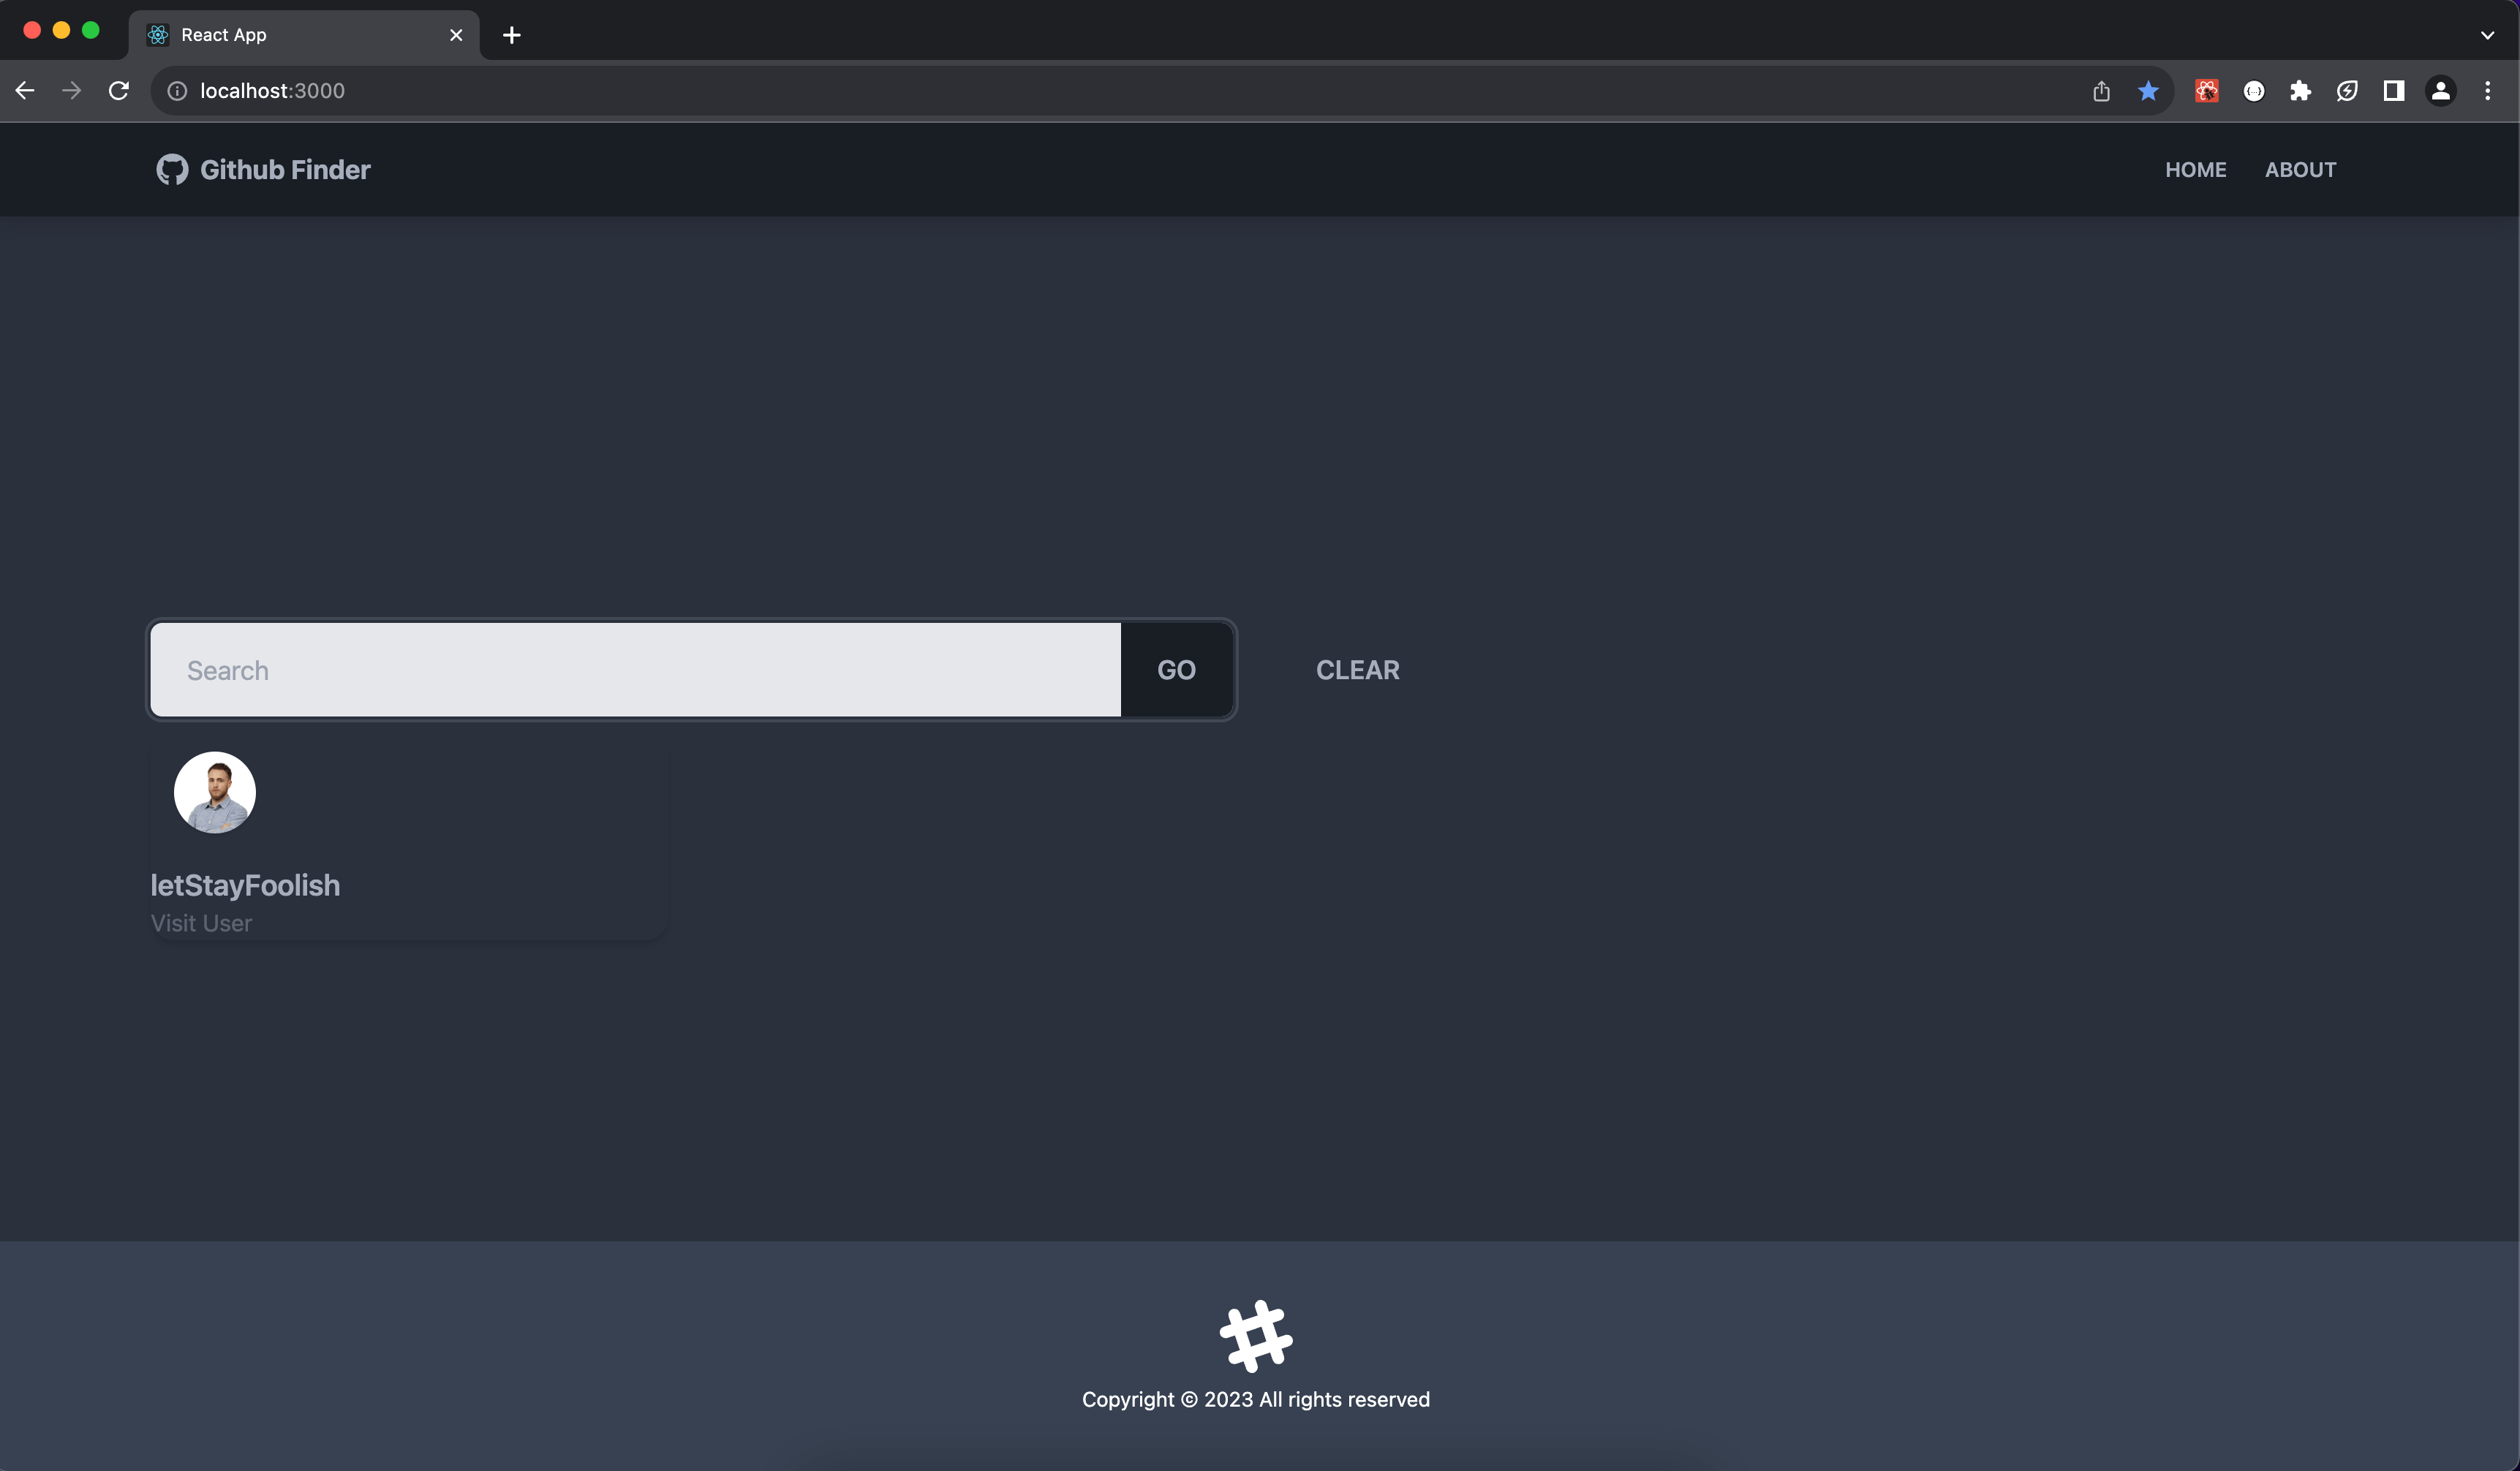 React App
localhost:3000
Github Finder
HOME
ABOUT
Search
GO
CLEAR
letStayFoolish
Visit User
Copyright © 2023 All rights reserved